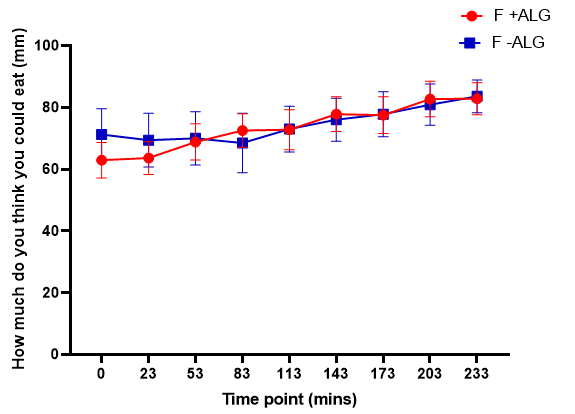 F +ALG
F -ALG
How much do you think you could eat (mm)
100
80
60
40
20
0
0 23 53 83 113 143 173 203 233
Time point (mins)